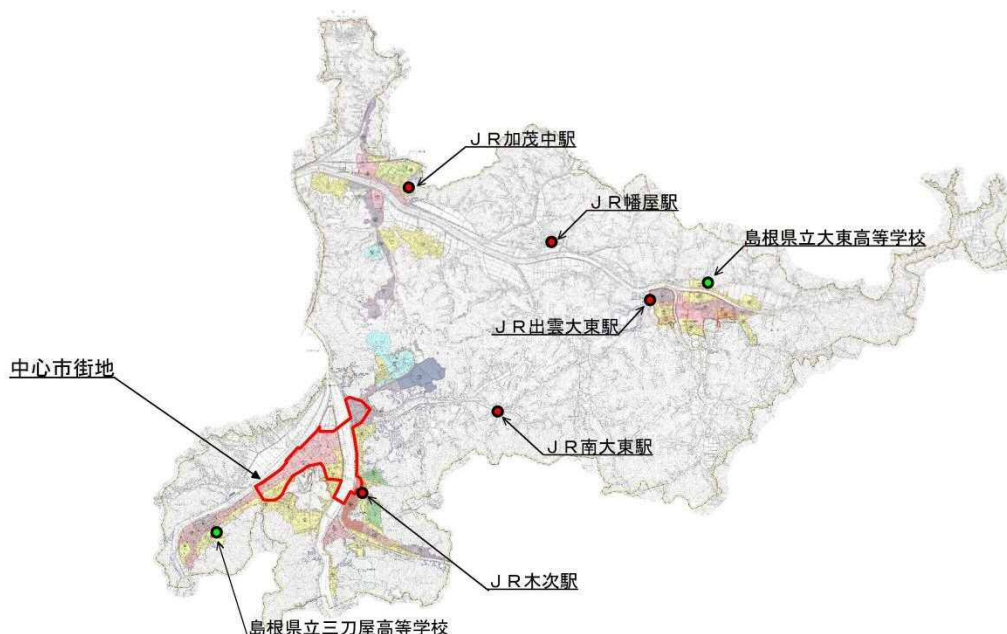 ＪＲ加茂中駅
ＪＲ幡屋駅
島根県立大東高等学校
ＪＲ出雲大東駅
中心市街地
ＪＲ南大東駅
ＪＲ木次駅
島根県立三刀屋高等学校